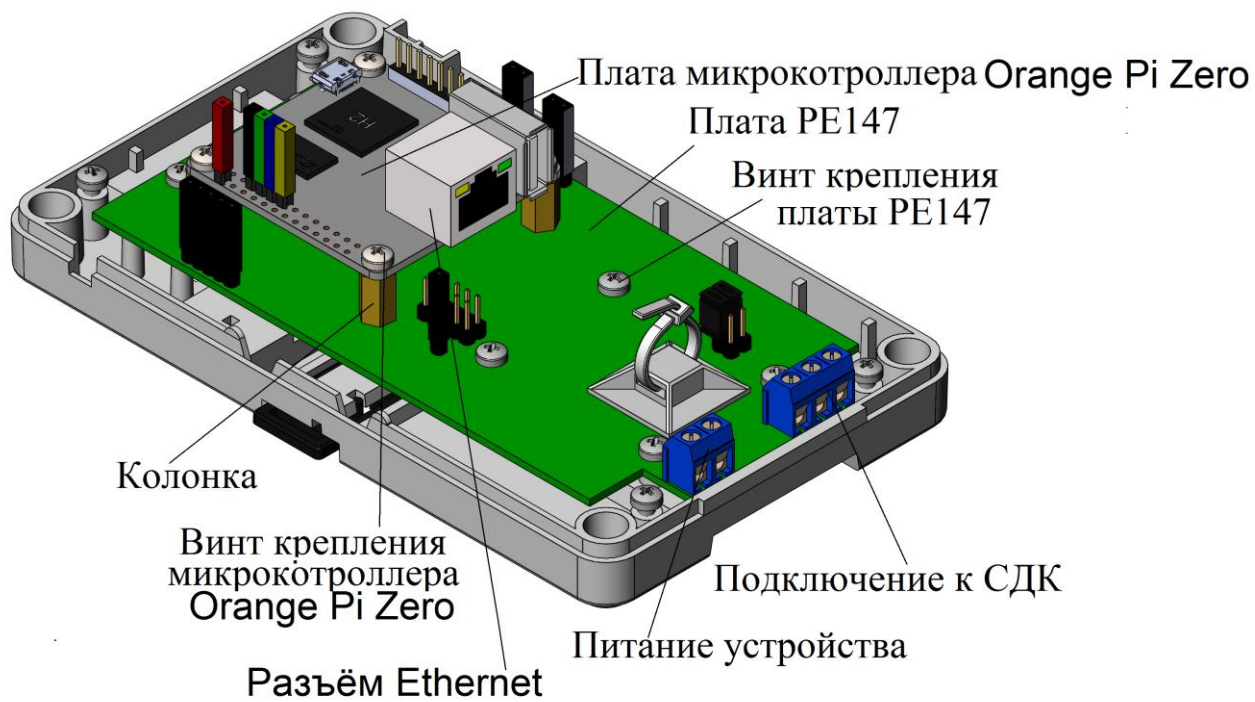 Плата микрокотроллера Orange Pi Zero
Плата PE147
Винт крепления
платы PE147
Колонка
Винт крепления
микрокотроллера
Orange Pi Zero
Подключение к СДК
Питание устройства
Разъём Ethernet
H2